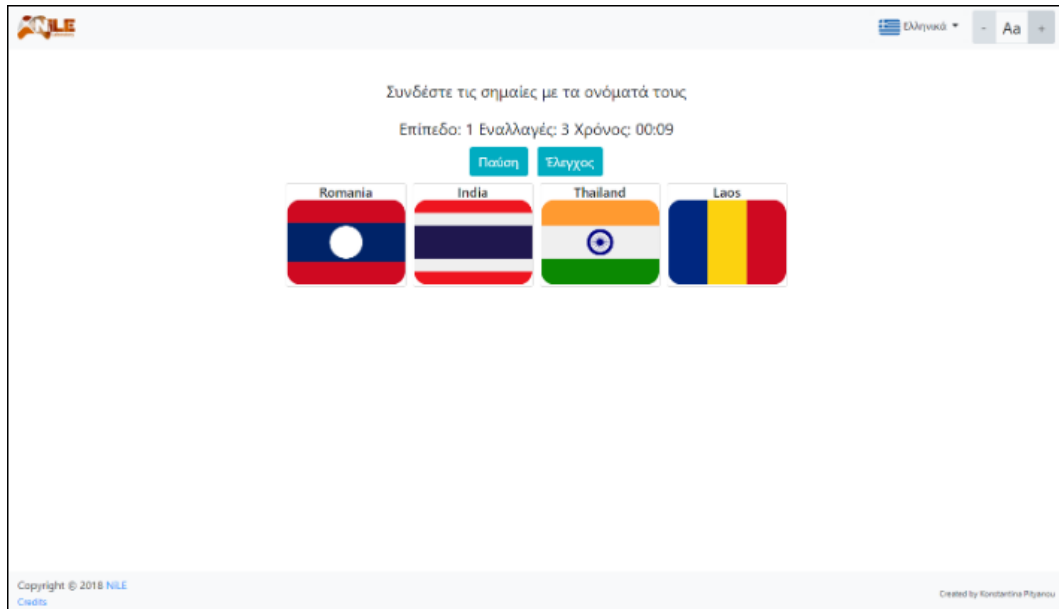 NiLE
Ελληνικά
- Aa +
Συνδέστε τις σημαίες με τα ονόματά τους
Επίπεδο: 1 Εναλλαγές: 3 Χρόνος: 00:09
Παύση Έλεγχος
Romania India Thailand Laos
Copyright © 2018 NiLE
Credits
Created by Konstantina Pityanou